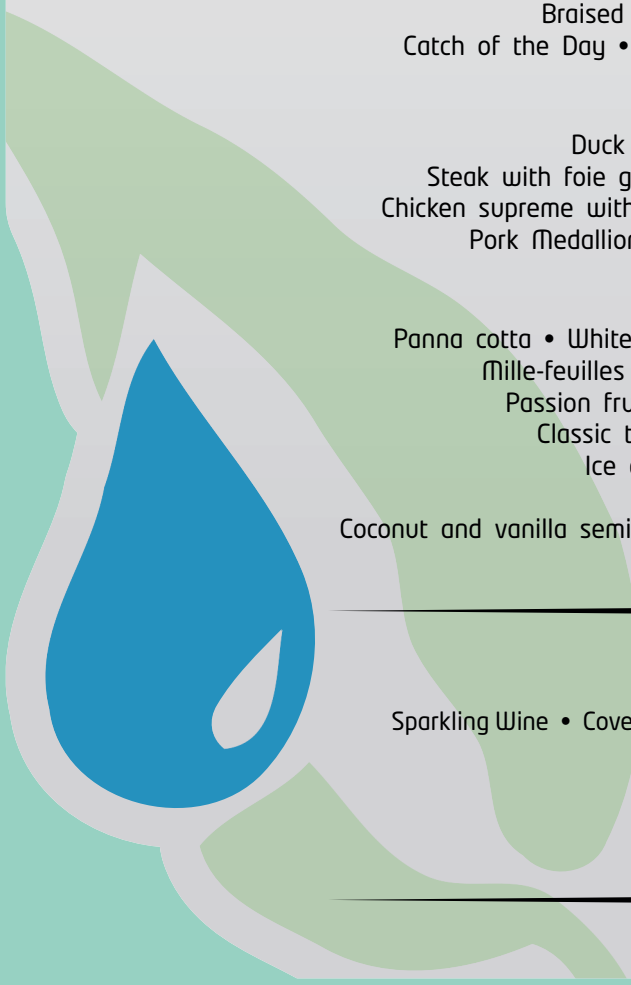 Braised
Catch of the Day •
Duck
Steak with foie g
Chicken supreme with
Pork Medallion
Panna cotta • White
Mille-feuilles
Passion fru
Classic t
Ice
Coconut and vanilla semi
Sparkling Wine • Cove